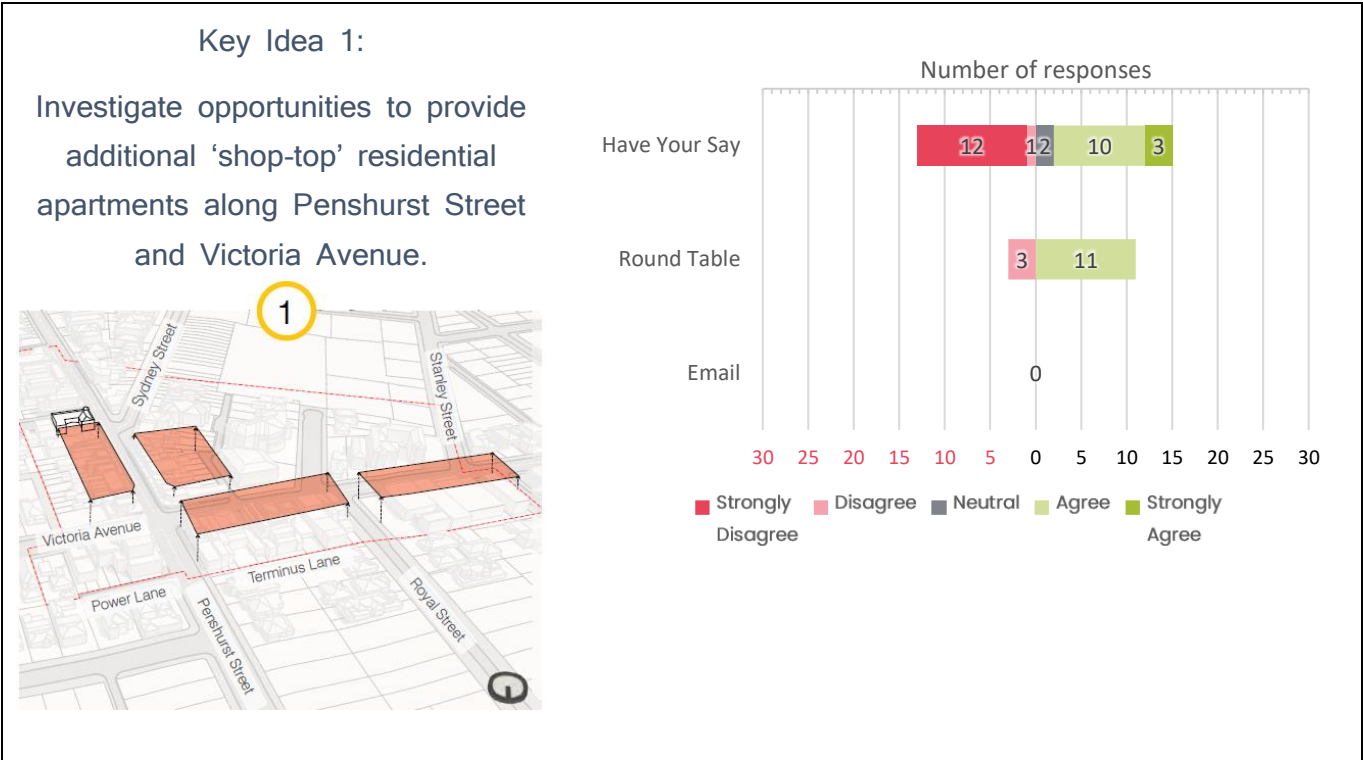 Key Idea 1:
Investigate opportunities to provide
additional ‘shop-top’ residential
apartments along Penshurst Street
and Victoria Avenue.
1
Sydney Street
Stanley Street
Victoria Avenue
Terminus Lane
Power Lane
Penshurst Street
Royal Street
Number of responses
Have Your Say
12
1
2
10
3
Round Table
3
11
Email
0
30 25 20 15 10 5 0 5 10 15 20 25 30
Strongly Disagree
Disagree
Neutral
Agree
Strongly Agree